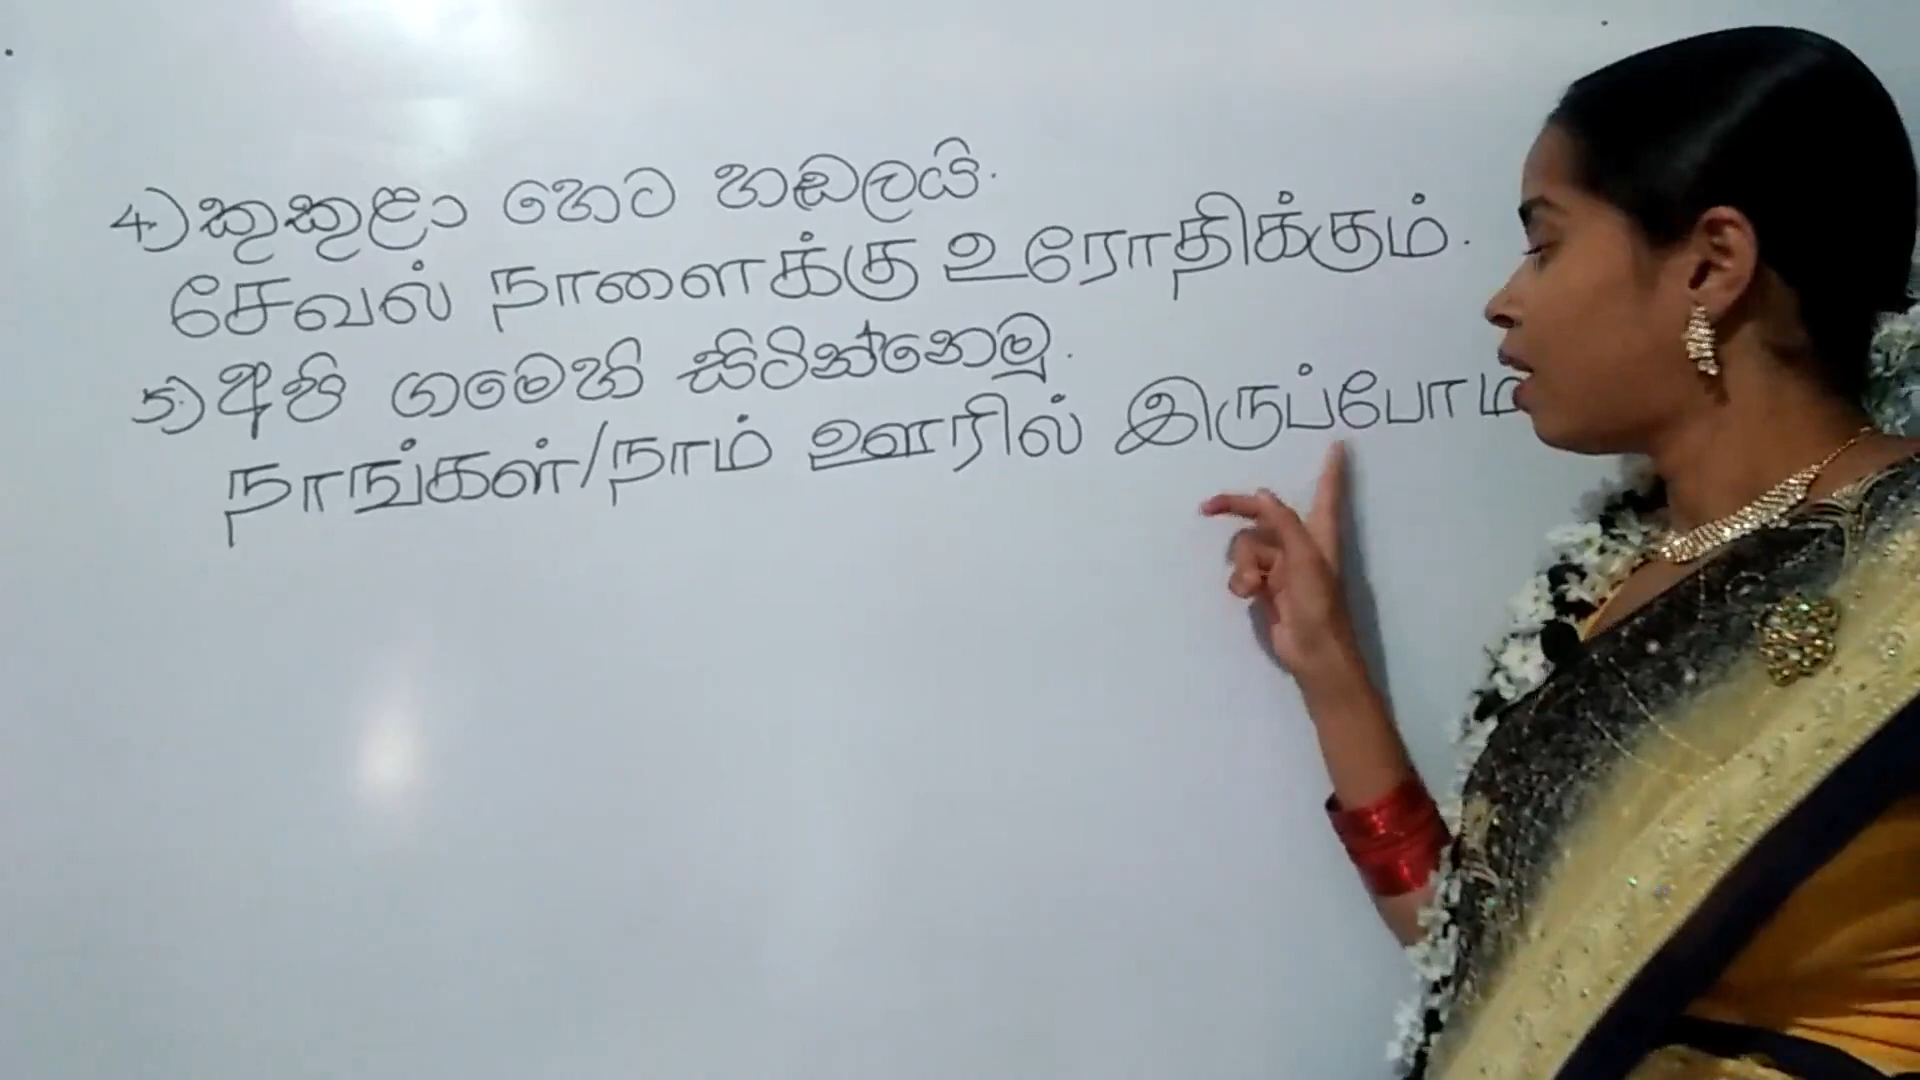 4) කුකුළා හෙට හඬලයි.
சேவல் நாளைக்கு உரோதிக்கும்.
5) අපි ගමෙහි සිටින්නෙමු.
நாங்கள்/நாம் ஊரில் இருப்போம